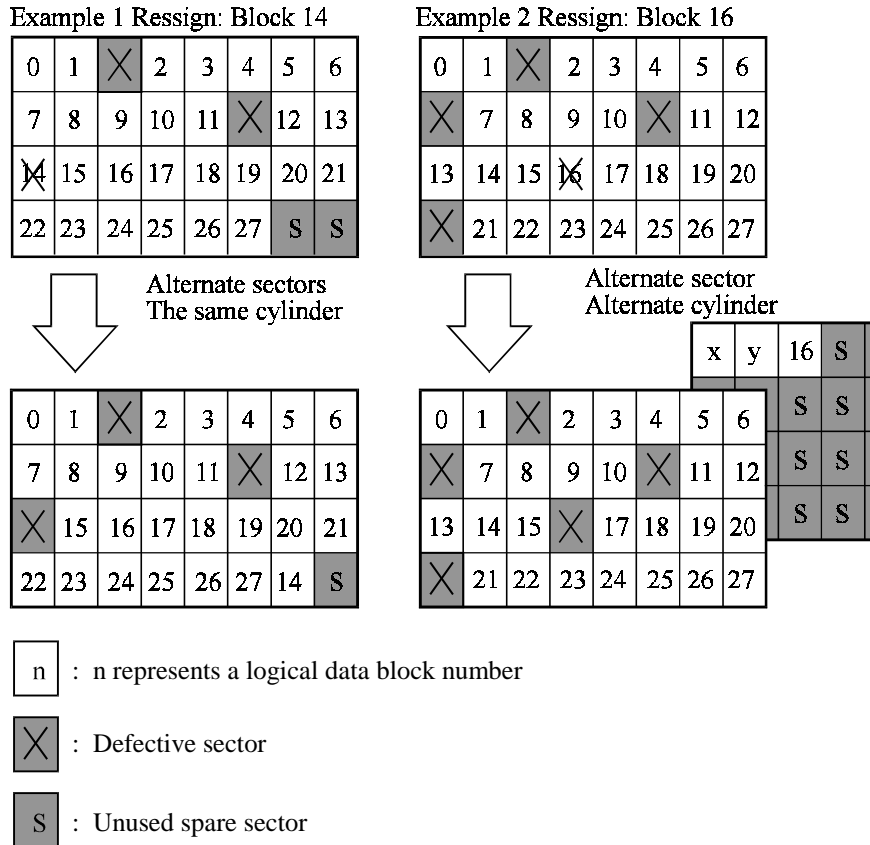 Example 1 Ressign: Block 14
0 1 X 2 3 4 5 6
7 8 9 10 11 X 12 13
14 15 16 17 18 19 20 21
22 23 24 25 26 27 S S
Alternate sectors
The same cylinder
0 1 X 2 3 4 5 6
7 8 9 10 11 X 12 13
X 15 16 17 18 19 20 21
22 23 24 25 26 27 14 S
Example 2 Ressign: Block 16
0 1 X 2 3 4 5 6
X 7 8 9 10 X 11 12
13 14 15 16 17 18 19 20
X 21 22 23 24 25 26 27
Alternate sector
Alternate cylinder
x y 16 S
S S
S S
S S
0 1 X 2 3 4 5 6
X 7 8 9 10 X 11 12
13 14 15 X 17 18 19 20
X 21 22 23 24 25 26 27
n : n represents a logical data block number
X : Defective sector
S : Unused spare sector